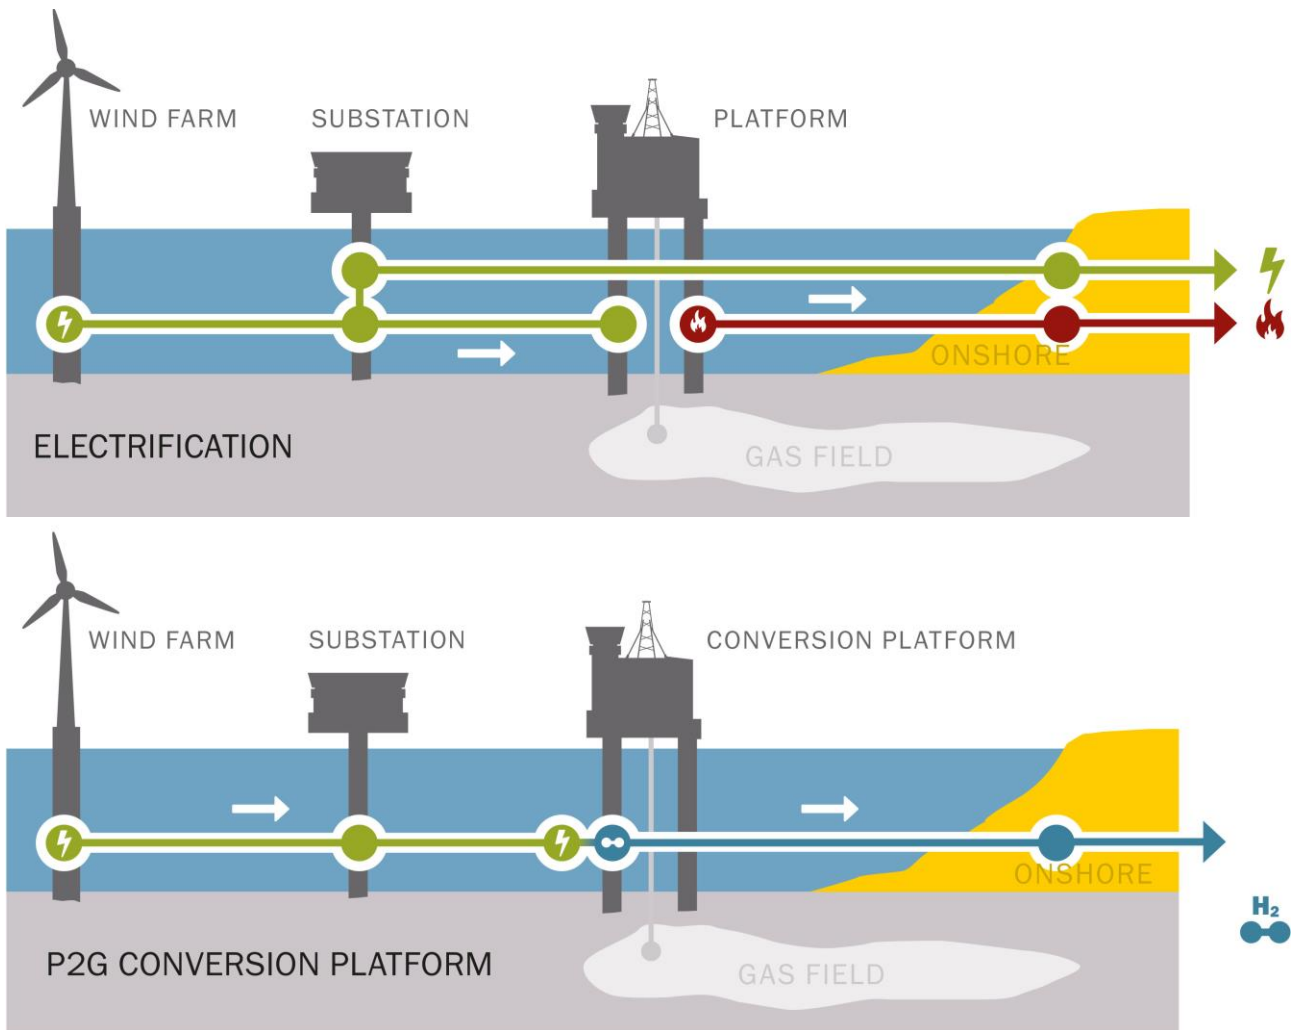 WIND FARM
SUBSTATION
PLATFORM
ONSHORE
ELECTRIFICATION
GAS FIELD
WIND FARM
SUBSTATION
CONVERSION PLATFORM
ONSHORE
H₂
P2G CONVERSION PLATFORM
GAS FIELD